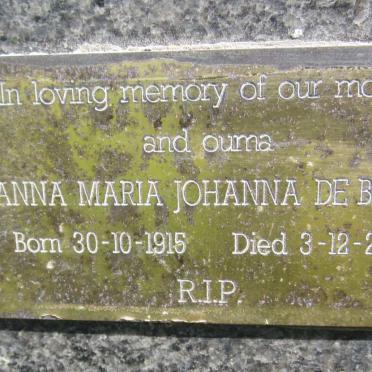 In loving memory of our mo
and ouma
ANNA MARIA JOHANNA DE B
Born 30-10-1915 Died 3-12-2
R.I.P.